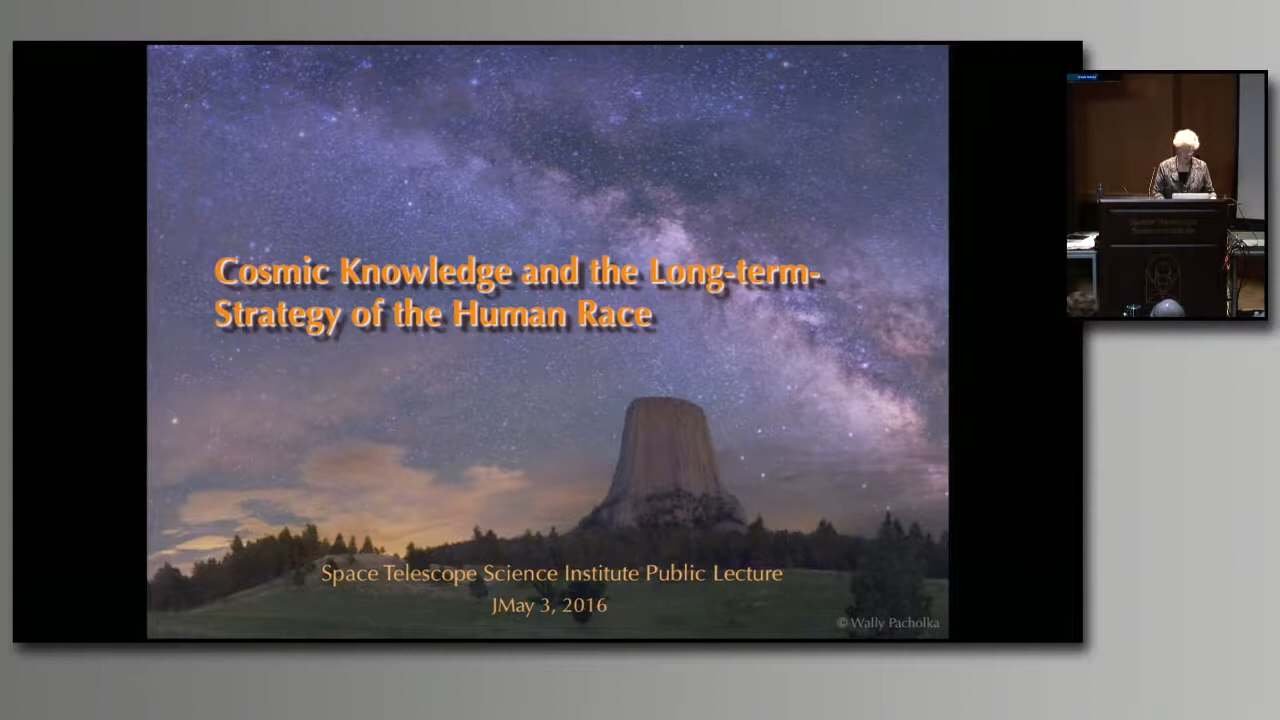 Cosmic Knowledge and the Long-term-
Strategy of the Human Race
Space Telescope Science Institute Public Lecture
JMay 3, 2016
© Wally Pacholka